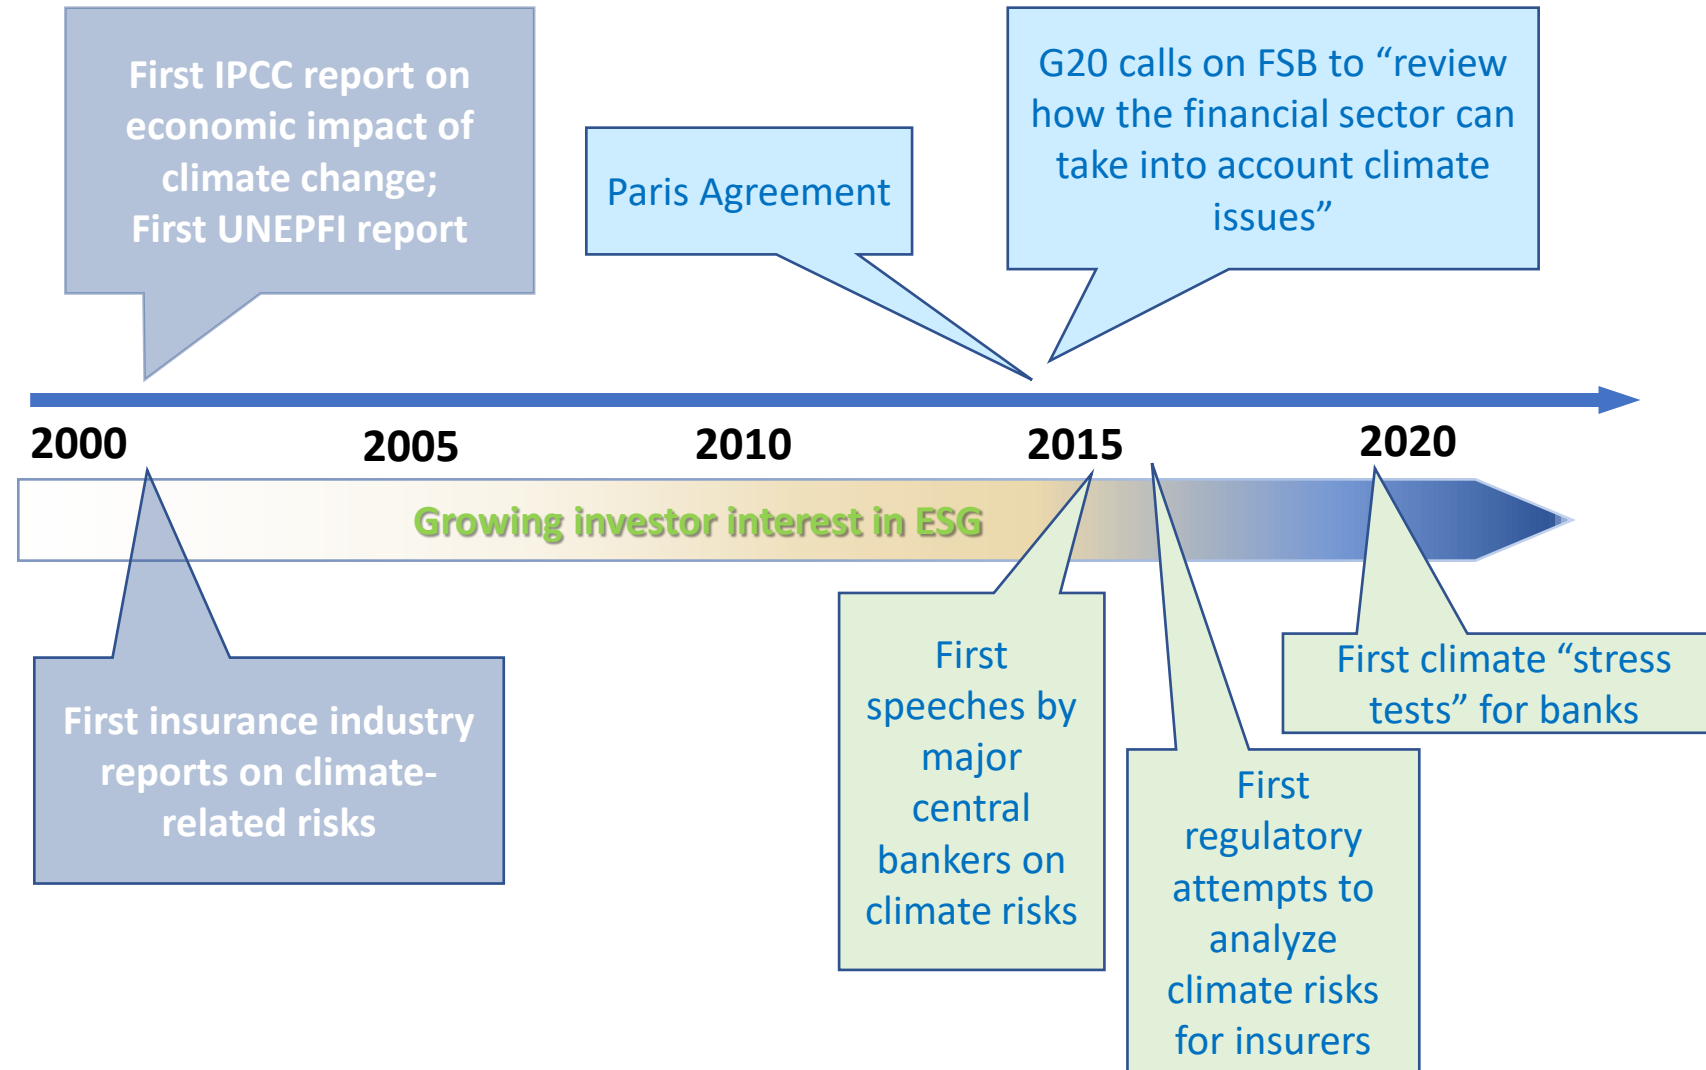 First IPCC report on
economic impact of
climate change;
First UNEPFI report
Paris Agreement
G20 calls on FSB to “review
how the financial sector can
take into account climate
issues”
2000
2005
2010
2015
2020
Growing investor interest in ESG
First insurance industry
reports on climate-
related risks
First
speeches by
major
central
bankers on
climate risks
First
regulatory
attempts to
analyze
climate risks
for insurers
First climate “stress
tests” for banks